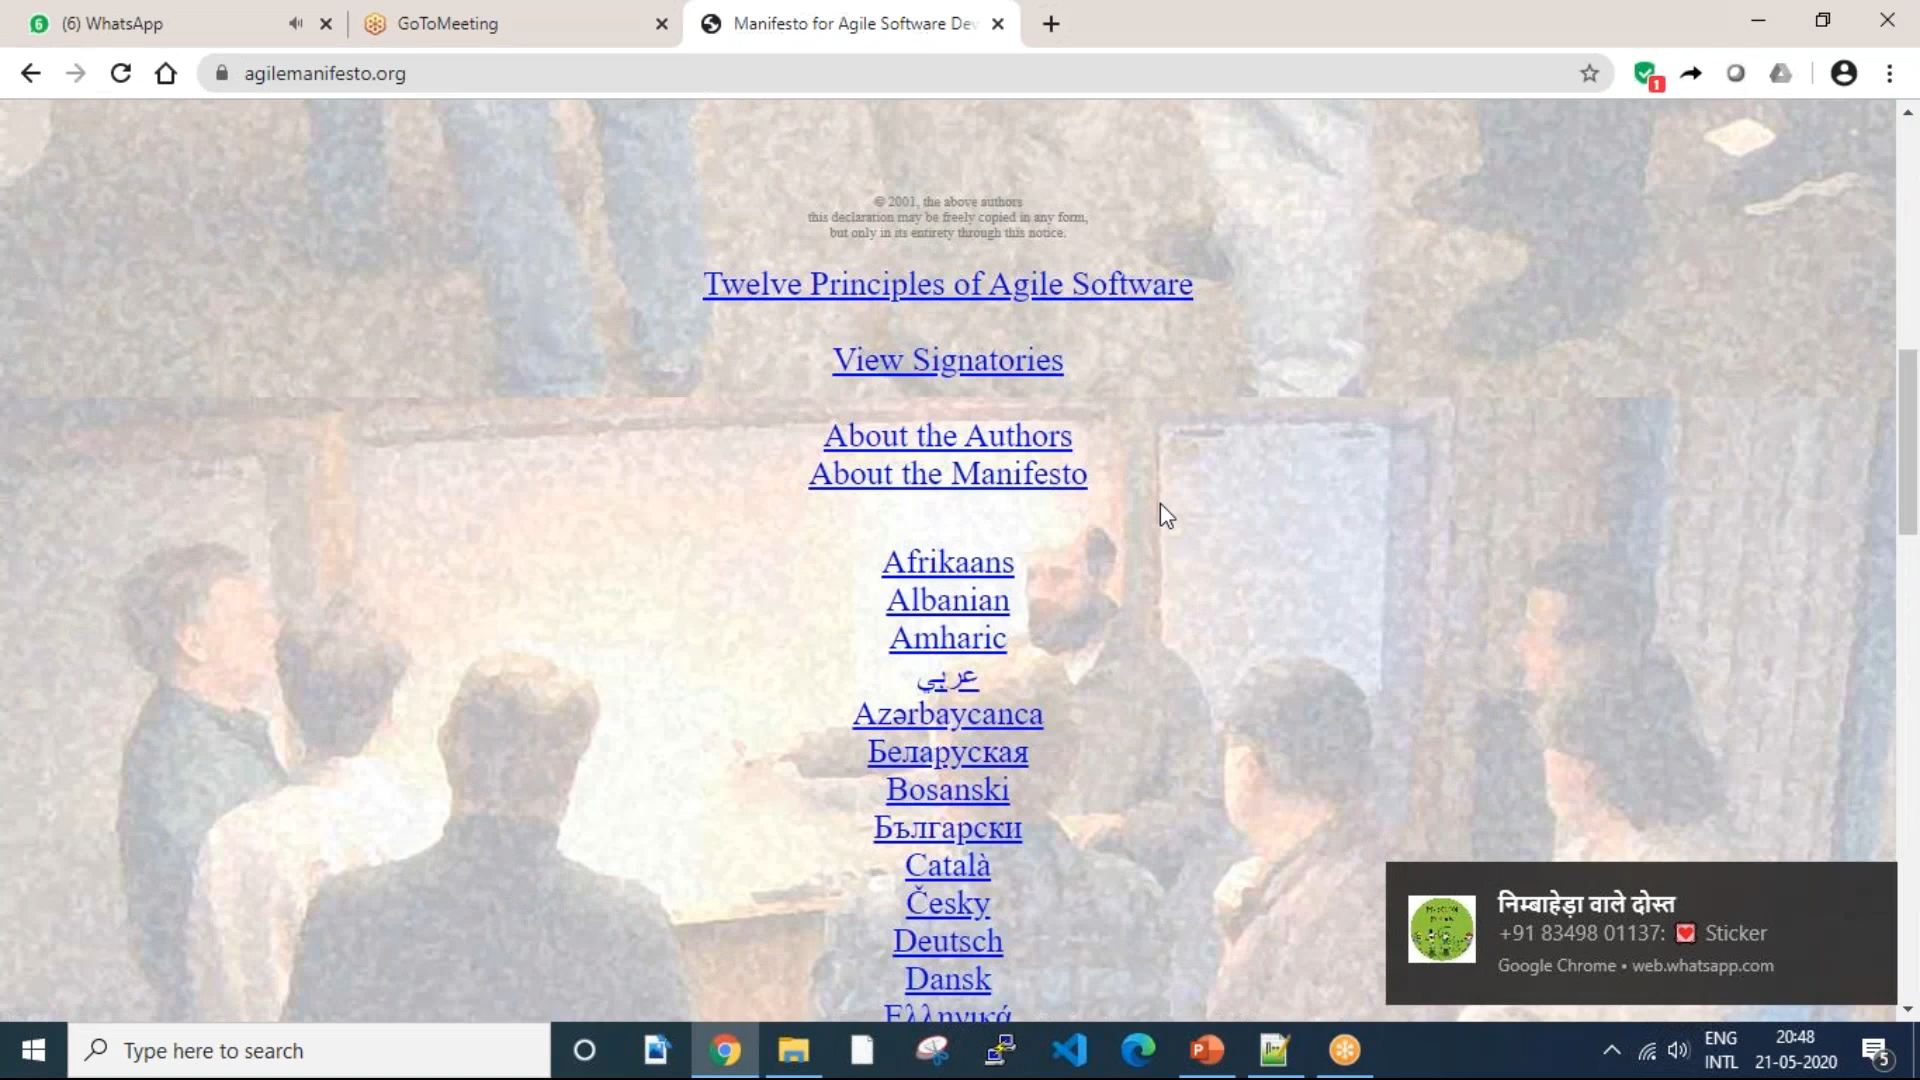 (6) WhatsApp
GoToMeeting
Manifesto for Agile Software Dev
agilemanifesto.org
1
© 2001, the above authors
this declaration may be freely copied in any form,
but only in its entirety through this notice.
Twelve Principles of Agile Software
View Signatories
About the Authors
About the Manifesto
Afrikaans
Albanian
Amharic
عربي
Azərbaycanca
Беларуская
Bosanski
Български
Català
Česky
Deutsch
Dansk
Ελληνικά
निम्बाहेड़ा वाले दोस्त
+91 83498 01137: 💌 Sticker
Google Chrome • web.whatsapp.com
Type here to search
ENG
INTL
20:48
21-05-2020
5